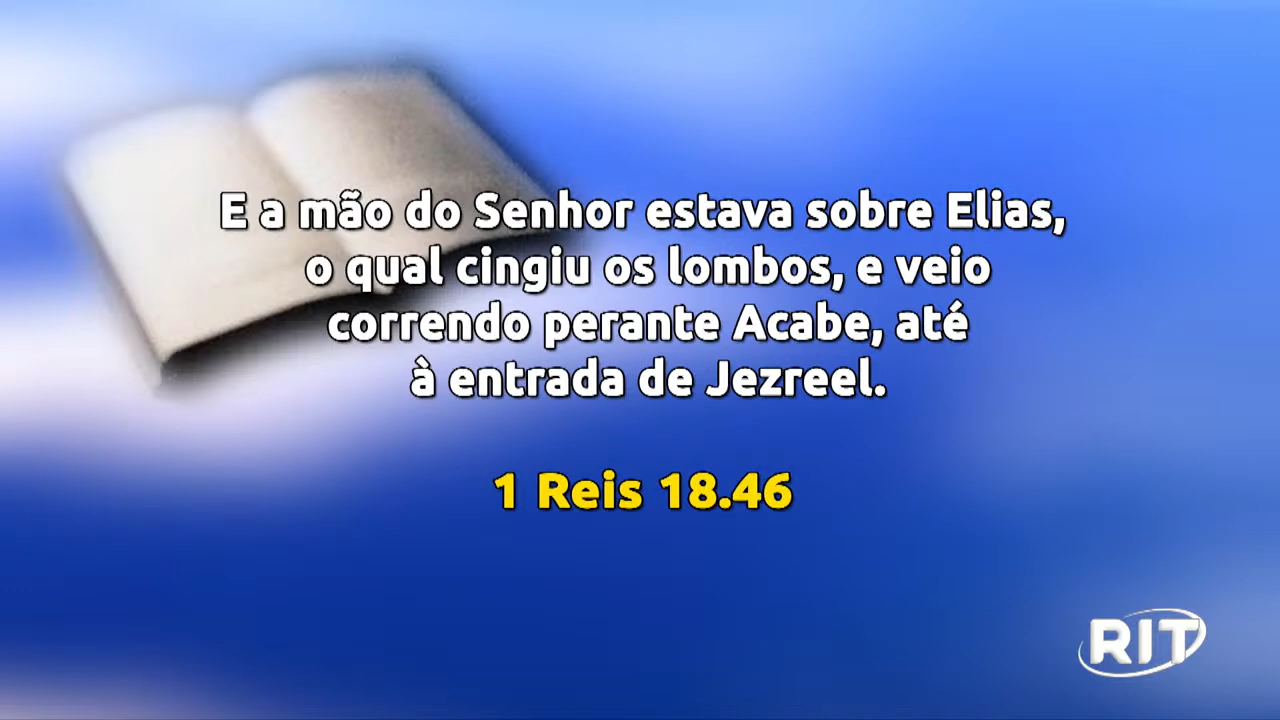 E a mão do Senhor estava sobre Elias,
o qual cingiu os lombos, e veio
correndo perante Acabe, até
à entrada de Jezreel.
1 Reis 18.46
RIT